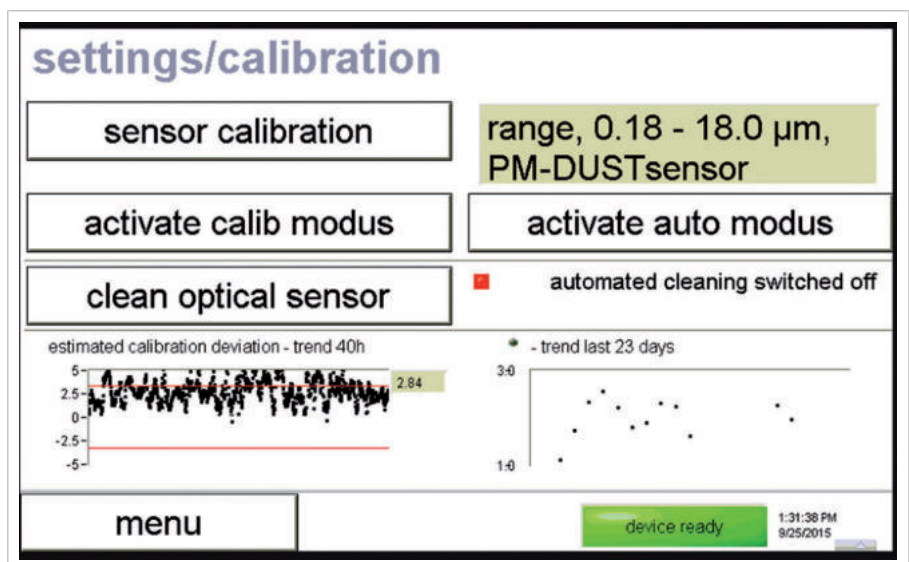 settings/calibration
sensor calibration
range, 0.18 - 18.0 µm,
PM-DUSTsensor
activate calib modus
activate auto modus
clean optical sensor
automated cleaning switched off
estimated calibration deviation - trend 40h
- trend last 23 days
5
2.5
0
-2.5
-5
2.84
3.0
1.0
menu
device ready
1:31:38 PM
9/25/2015